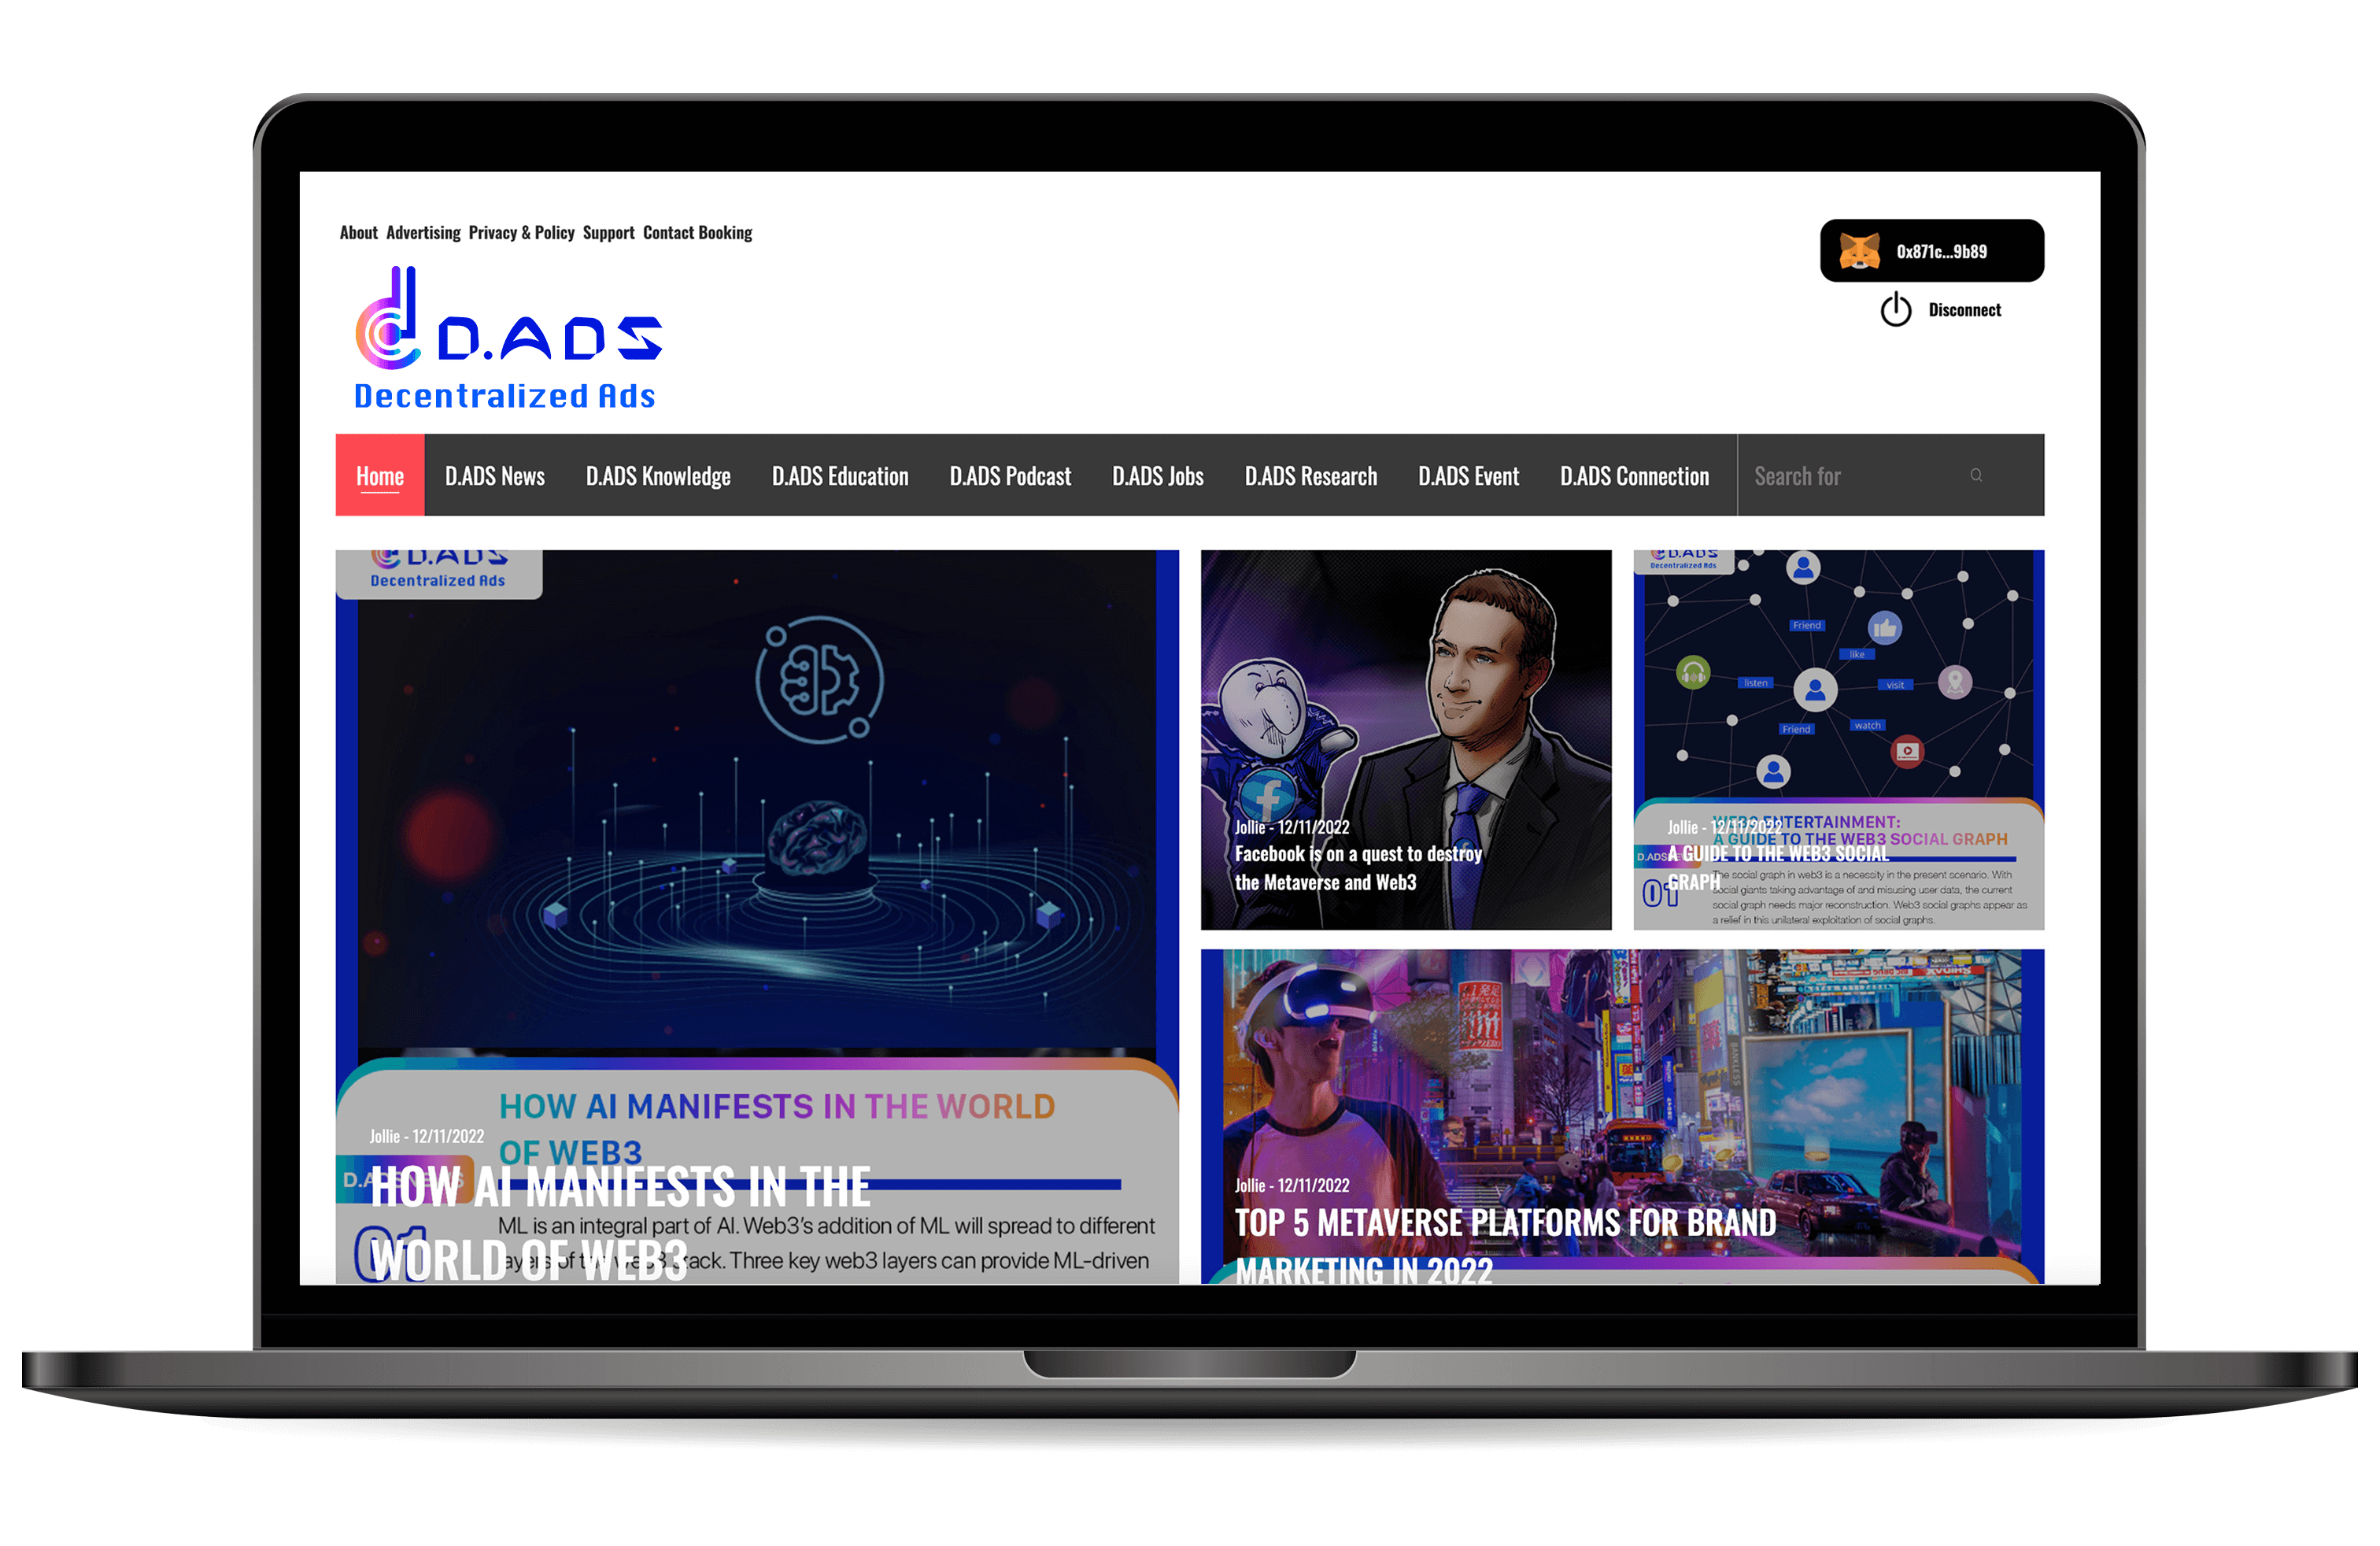 About Advertising Privacy & Policy Support Contact Booking
0x871c...9b89
Disconnect
D.ADS
Decentralized Ads
Home D.ADS News D.ADS Knowledge D.ADS Education D.ADS Podcast D.ADS Jobs D.ADS Research D.ADS Event D.ADS Connection Search for
D.ADS
Decentralized Ads
HOW AI MANIFESTS IN THE WORLD
OF WEB3
Jollie - 12/11/2022
HOW AI MANIFESTS IN THE
WORLD OF WEB3
01
ML is an integral part of AI. Web3's addition of ML will spread to different
Three key web3 layers can provide ML-driven
Jollie - 12/11/2022
Facebook is on a quest to destroy
the Metaverse and Web3
D.ADS
Decentralized Ads
Friend
like
listen
visit
Friend
watch
ENTERTAINMENT:
A GUIDE TO THE WEB3 SOCIAL GRAPH
Jollie - 12/11/2022
A GUIDE TO THE WEB3 SOCIAL
GRAPH
01
The social graph in web3 is a necessity in the present scenario. With
social giants taking advantage of and misusing user data, the current
social graph needs major reconstruction. Web3 social graphs appear as
a relief in this unilateral exploitation of social graphs.
Jollie - 12/11/2022
TOP 5 METAVERSE PLATFORMS FOR BRAND
MARKETING IN 2022